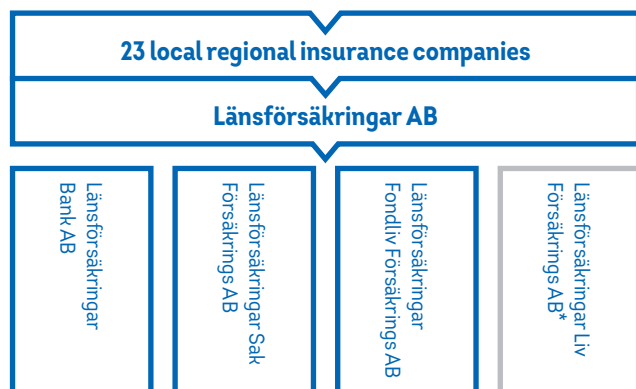 23 local regional insurance companies
Länsförsäkringar AB
Länsförsäkringar
Bank AB
Länsförsäkringar Sak
Försäkrings AB
Länsförsäkringar
Fondliv Försäkrings AB
Länsförsäkringar Liv
Försäkrings AB*